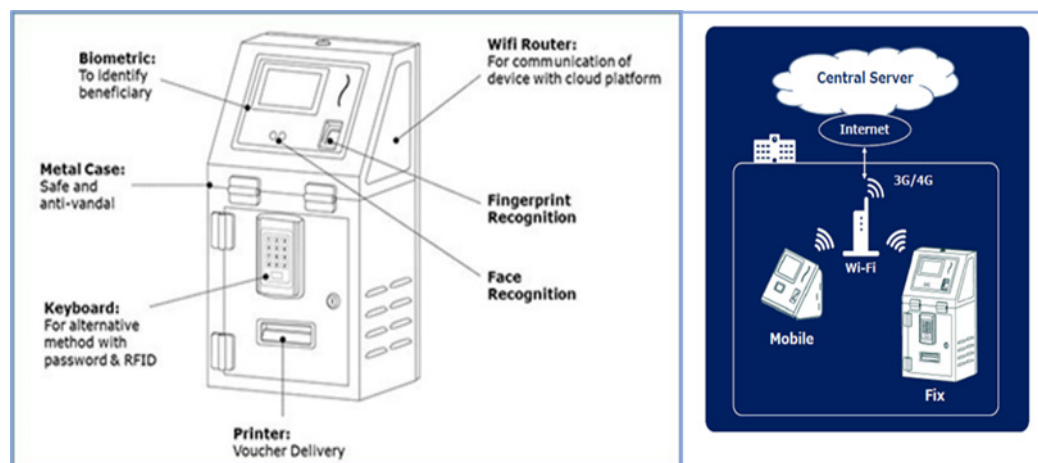 Biometric:
To identify
beneficiary
Metal Case:
Safe and
anti-vandal
Keyboard:
For alternative
method with
password & RFID
Printer:
Voucher Delivery
Wifi Router:
For communication of
device with cloud platform
Fingerprint
Recognition
Face
Recognition
Central Server
Internet
3G/4G
Wi-Fi
Mobile
Fix